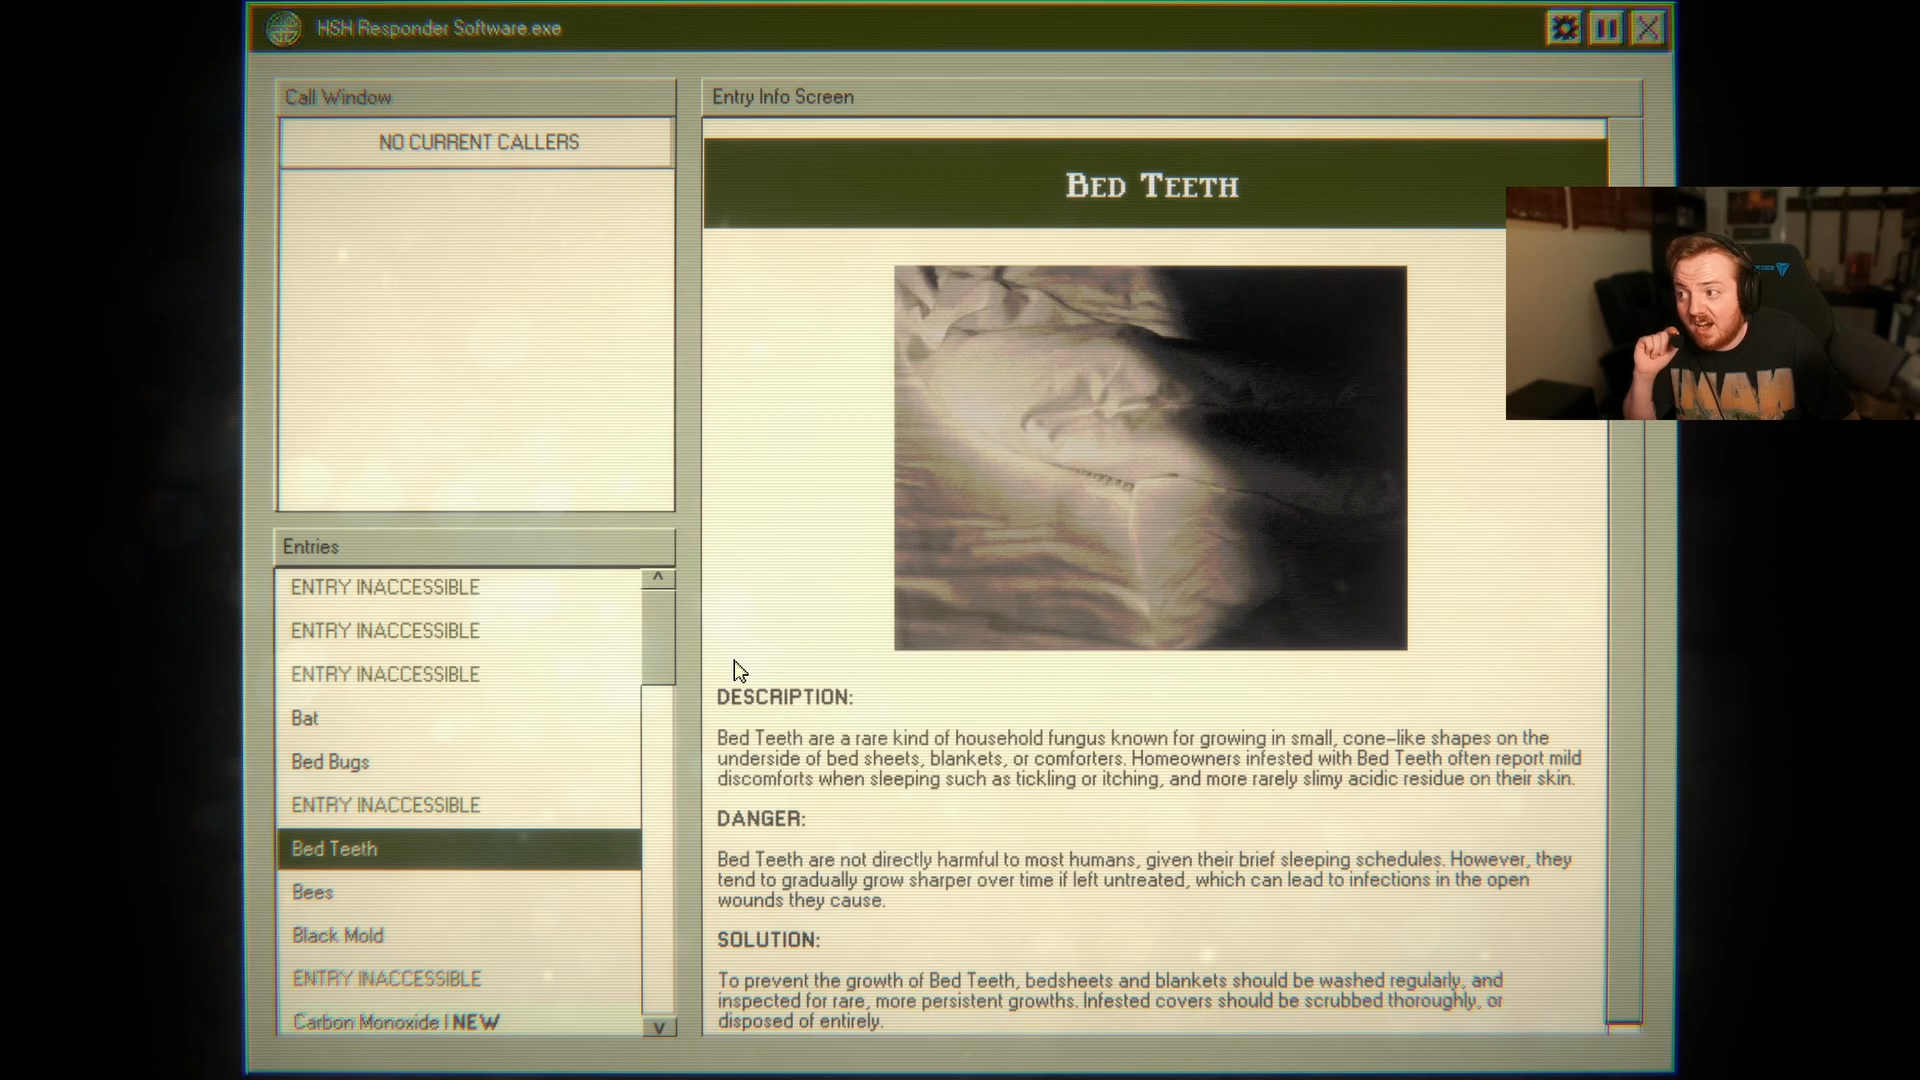 HSH Responder Software.exe
Call Window
NO CURRENT CALLERS
Entries
ENTRY INACCESSIBLE
ENTRY INACCESSIBLE
ENTRY INACCESSIBLE
Bat
Bed Bugs
ENTRY INACCESSIBLE
Bed Teeth
Bees
Black Mold
ENTRY INACCESSIBLE
Carbon Monoxide | NEW
Entry Info Screen
BED TEETH
DESCRIPTION:
Bed Teeth are a rare kind of household fungus known for growing in small, cone-like shapes on the
underside of bed sheets, blankets, or comforters. Homeowners infested with Bed Teeth often report mild
discomforts when sleeping such as tickling or itching, and more rarely slimy acidic residue on their skin.
DANGER:
Bed Teeth are not directly harmful to most humans, given their brief sleeping schedules. However, they
tend to gradually grow sharper over time if left untreated, which can lead to infections in the open
wounds they cause.
SOLUTION:
To prevent the growth of Bed Teeth, bedsheets and blankets should be washed regularly, and
inspected for rare, more persistent growths. Infested covers should be scrubbed thoroughly, or
disposed of entirely.